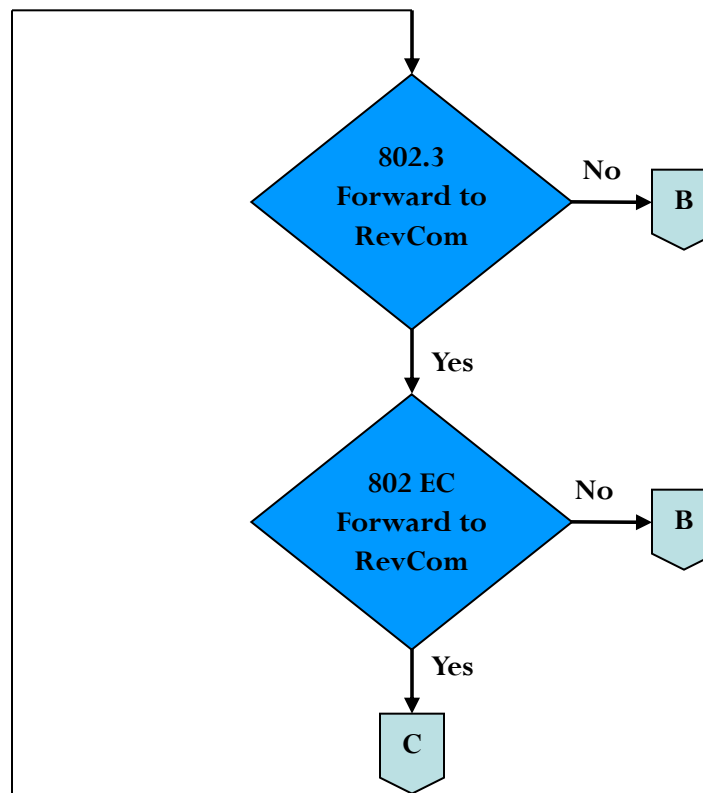 802.3
Forward to
RevCom
No
B
Yes
802 EC
Forward to
RevCom
No
B
Yes
C